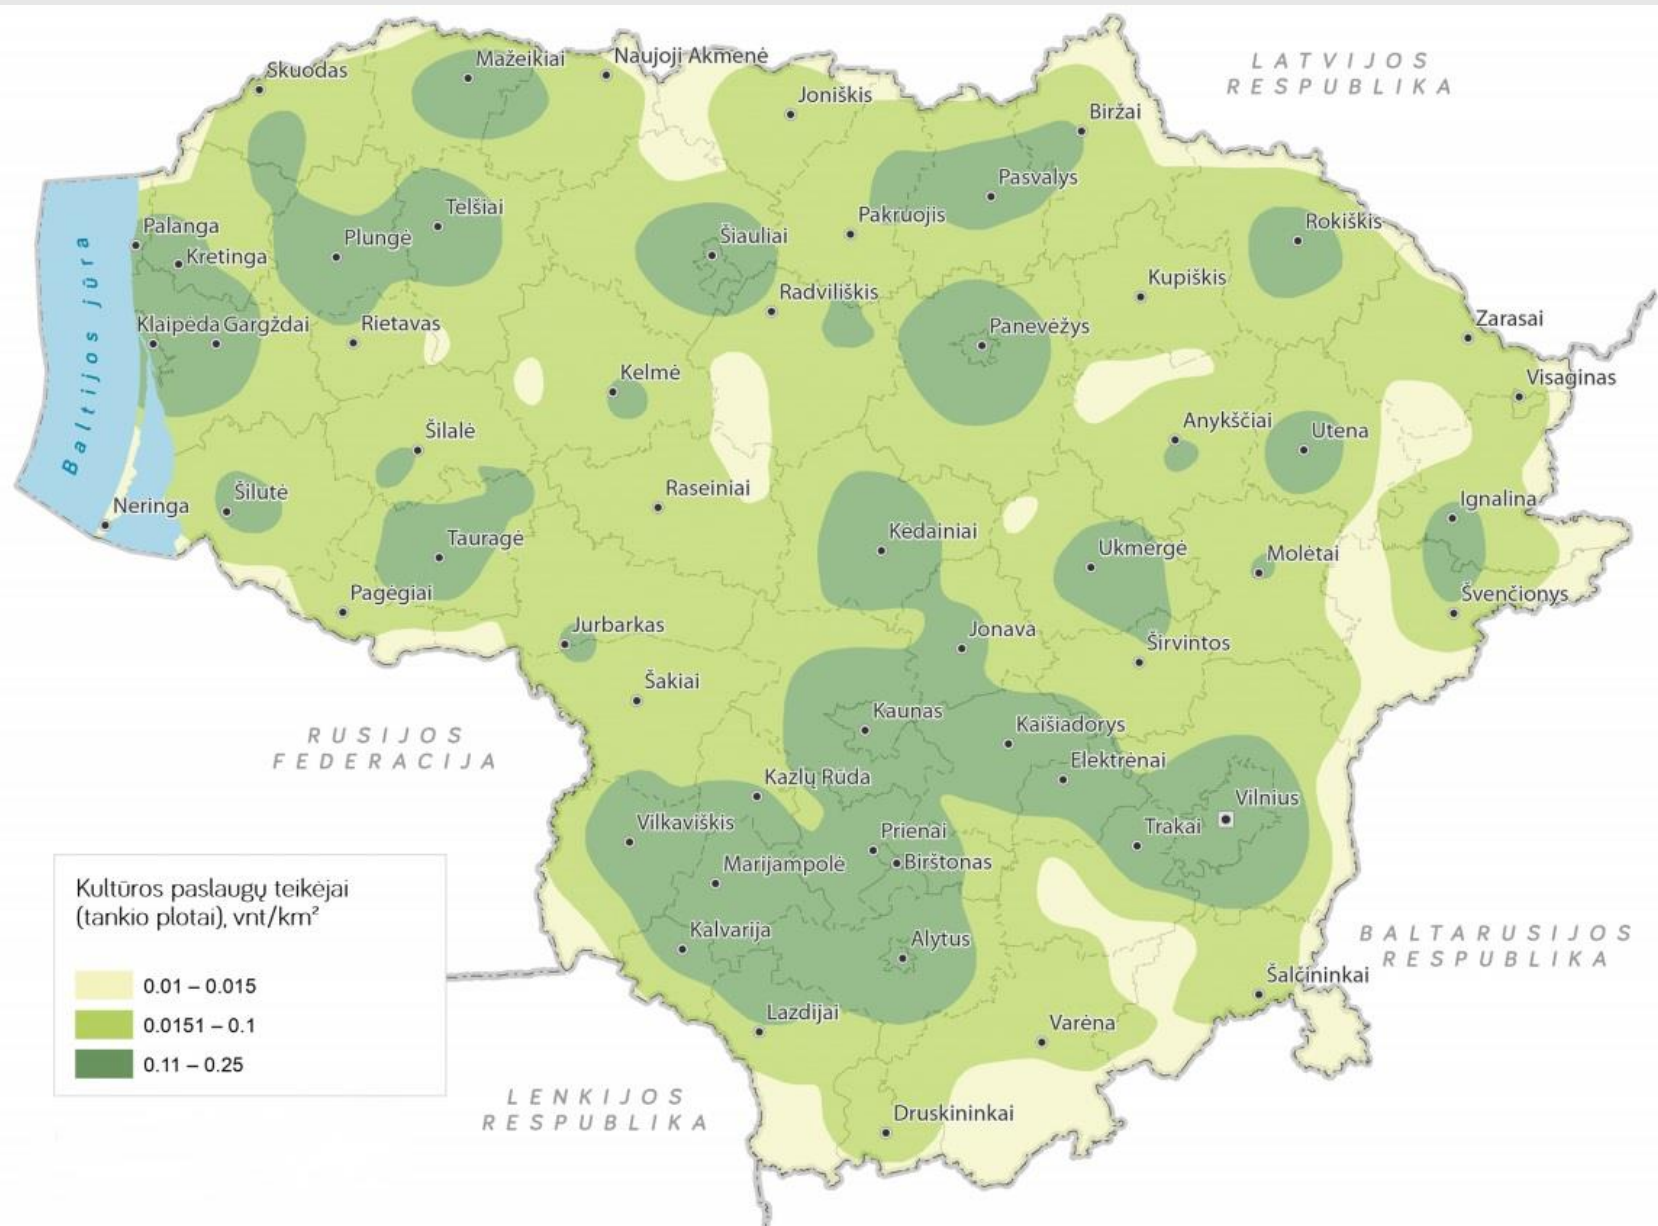 Skuodas
Mažeikiai
Naujoji Akmenė
Joniškis
LATVIJOS
RESPUBLIKA
Biržai
Pasvalys
Palanga
Kretinga
Plungė
Telšiai
Šiauliai
Pakruojis
Rokiškis
Kupiškis
Radviliškis
Baltijos jūra
Klaipėda
Gargždai
Rietavas
Panevėžys
Zarasai
Visaginas
Kelmė
Šilalė
Anykščiai
Utena
Neringa
Šilutė
Raseiniai
Ignalina
Tauragė
Kėdainiai
Ukmergė
Molėtai
Pagėgiai
Švenčionys
Jurbarkas
Jonava
Širvintos
Šakiai
Kaunas
Kaišiadorys
RUSIJOS
FEDERACIJA
Elektrėnai
Kazlų Rūda
Vilnius
Vilkaviškis
Prienai
Trakai
Marijampolė
Birštonas
Kalvarija
Alytus
BALTARUSIJOS
RESPUBLIKA
Šalčininkai
Lazdijai
Varėna
LENKIJOS
RESPUBLIKA
Druskininkai
Kultūros paslaugų teikėjai
(tankio plotai), vnt/km²
0.01 – 0.015
0.0151 – 0.1
0.11 – 0.25